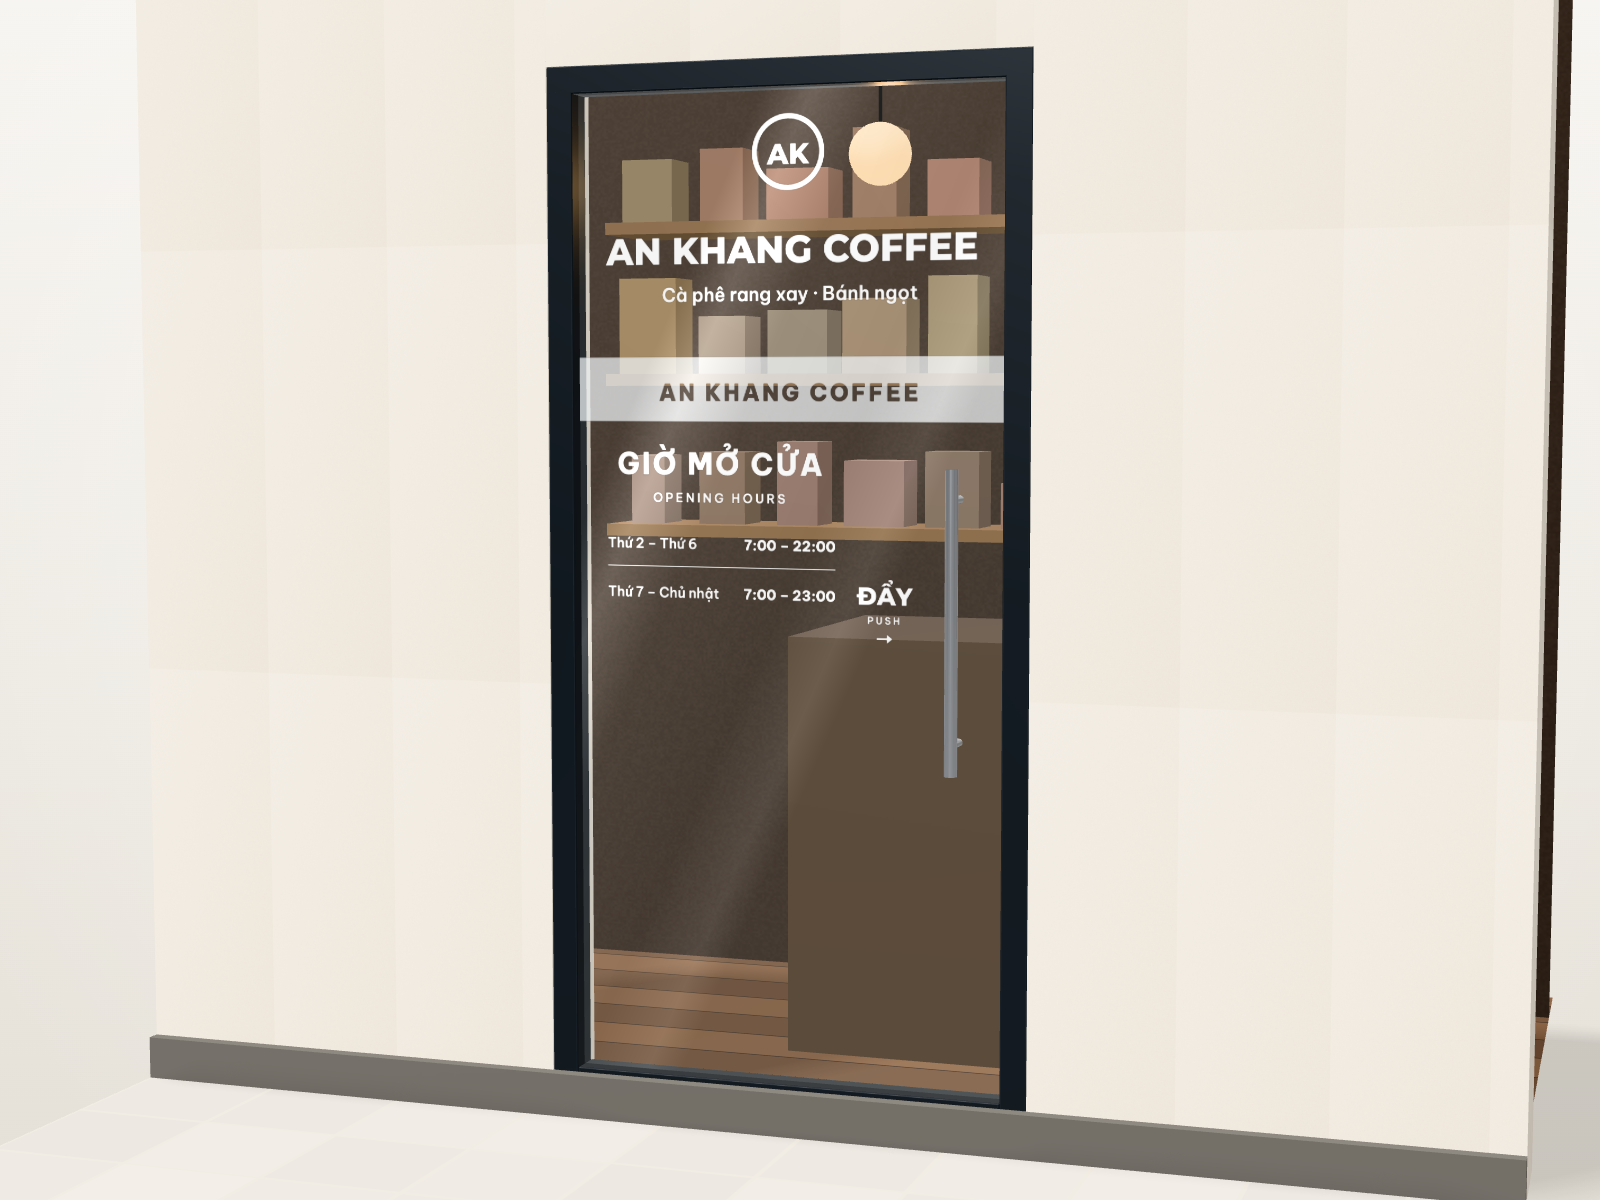 AK
AN KHANG COFFEE
Cà phê rang xay · Bánh ngọt
AN KHANG COFFEE
GIỜ MỞ CỬA
OPENING HOURS
Thứ 2 – Thứ 6 7:00 – 22:00
Thứ 7 – Chủ nhật 7:00 – 23:00
ĐẨY
PUSH
→